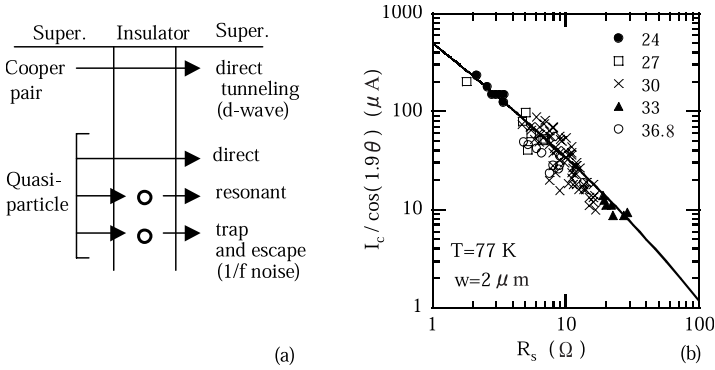 Super. Insulator Super.
Cooper
pair
direct
tunneling
(d-wave)
direct
Quasi-
particle
resonant
trap
and escape
(1/f noise)
(a)
I_c / cos(1.9θ) (μA)
1000
100
10
1
24
27
30
33
36.8
T=77 K
w=2 μm
1 10 100
R_s (Ω)
(b)